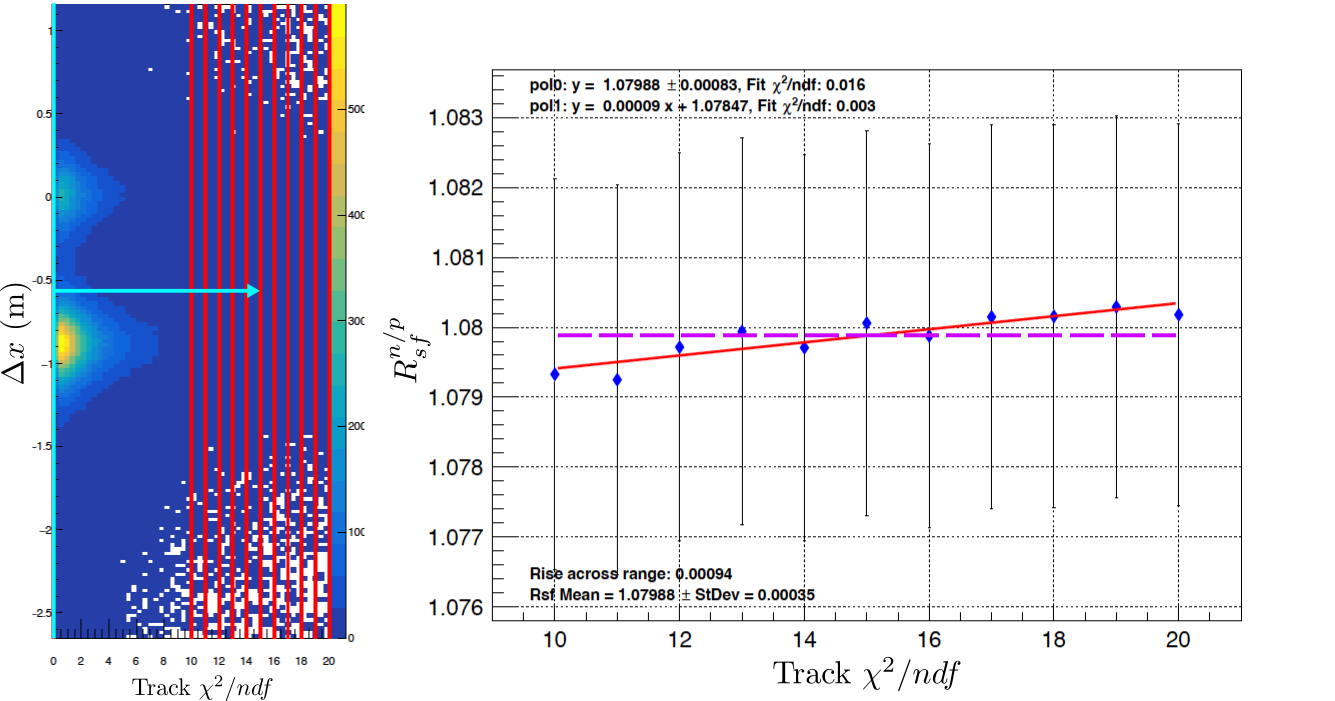 1
0.5
0
−0.5
−1
−1.5
−2
−2.5
Δx (m)
0 2 4 6 8 10 12 14 16 18 20
Track χ²/ndf
500
400
300
200
100
0
pol0: y = 1.07988 ± 0.00083, Fit χ²/ndf: 0.016
pol1: y = 0.00009 x + 1.07847, Fit χ²/ndf: 0.003
1.083
1.082
1.081
1.08
1.079
1.078
1.077
1.076
R_{sf}^{n/p}
Rise across range: 0.00094
Rsf Mean = 1.07988 ± StDev = 0.00035
10 12 14 16 18 20
Track χ²/ndf